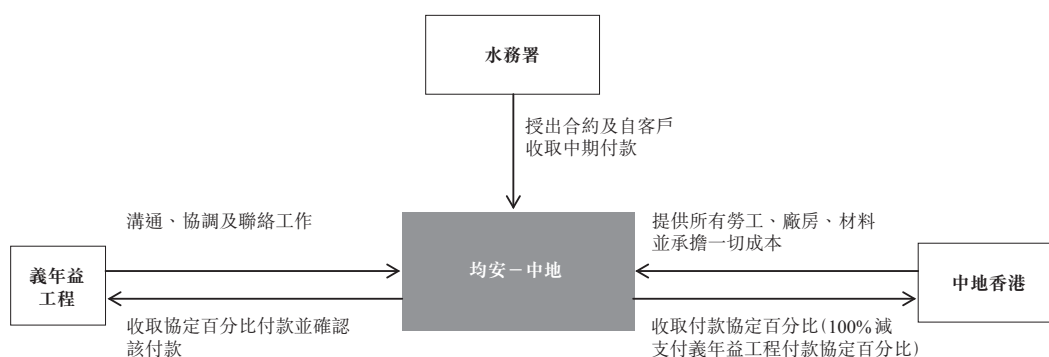 水務署
授出合約及自客戶
收取中期付款
溝通、協調及聯絡工作
提供所有勞工、廠房、材料
並承擔一切成本
義年益
工程
均安－中地
中地香港
收取協定百分比付款並確認
該付款
收取付款協定百分比(100%減
支付義年益工程付款協定百分比)